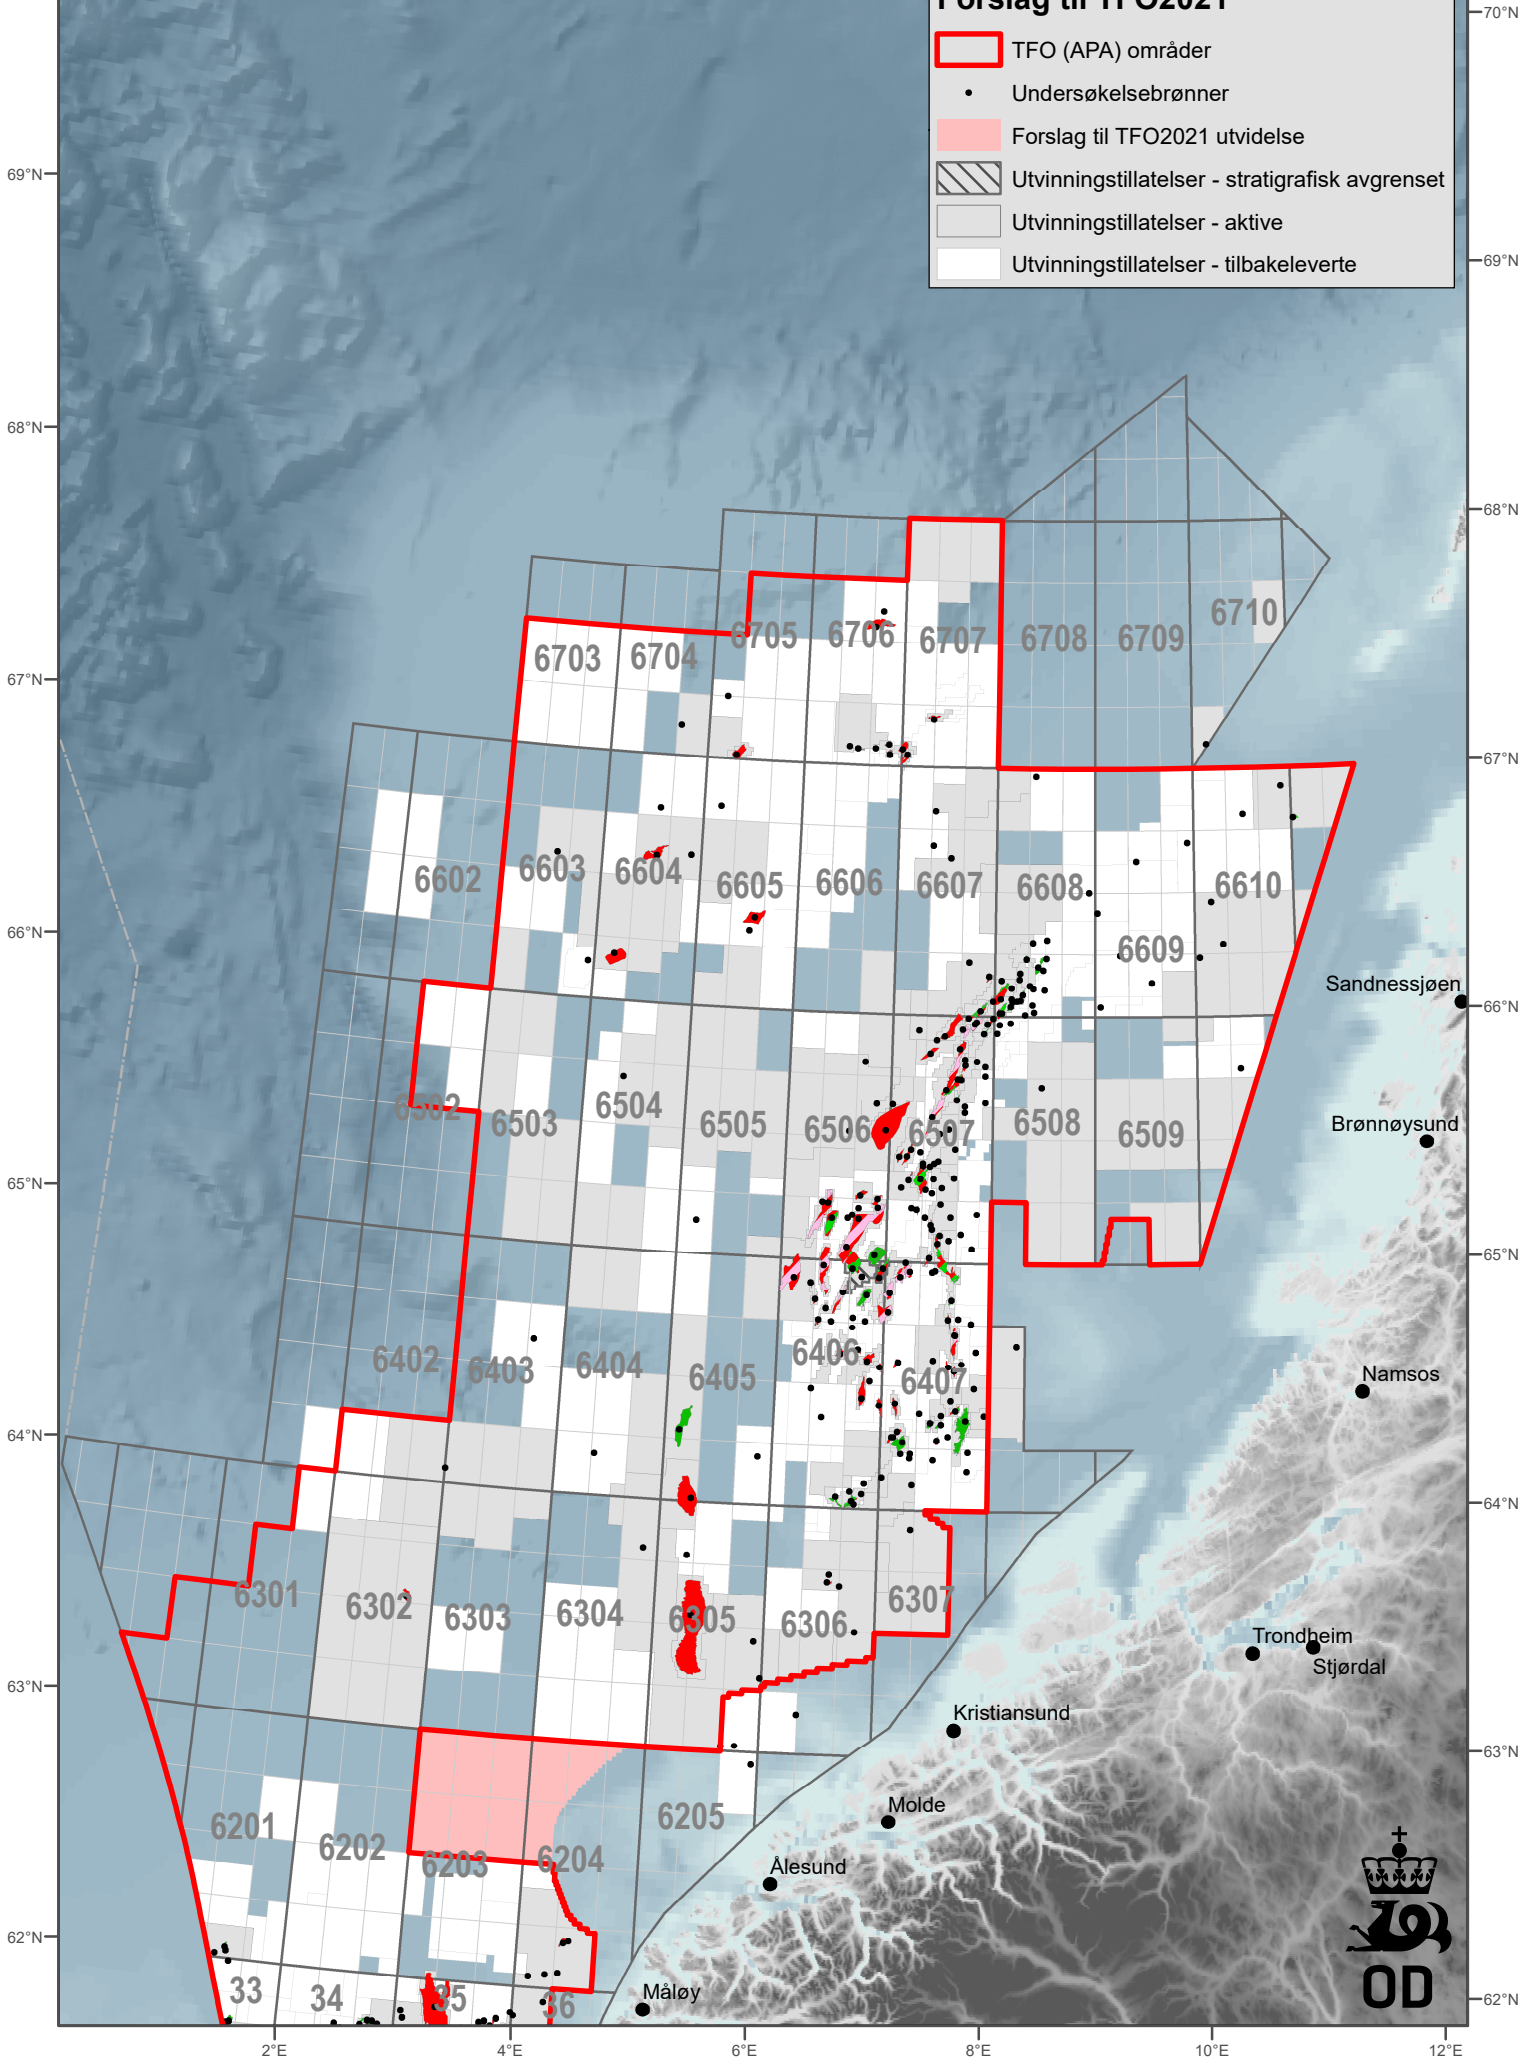 Forslag til TFO2021
TFO (APA) områder
Undersøkelsebrønner
Forslag til TFO2021 utvidelse
Utvinningstillatelser - stratigrafisk avgrenset
Utvinningstillatelser - aktive
Utvinningstillatelser - tilbakeleverte
70°N
69°N
69°N
68°N
68°N
67°N
67°N
66°N
66°N
65°N
65°N
64°N
64°N
63°N
63°N
62°N
62°N
6703
6704
6705
6706
6707
6708
6709
6710
6602
6603
6604
6605
6606
6607
6608
6609
6610
6502
6503
6504
6505
6506
6507
6508
6509
6402
6403
6404
6405
6406
6407
6301
6302
6303
6304
6305
6306
6307
6201
6202
6203
6204
6205
33
34
35
36
Sandnessjøen
Brønnøysund
Namsos
Trondheim
Stjørdal
Kristiansund
Molde
Ålesund
Måløy
OD
2°E
4°E
6°E
8°E
10°E
12°E